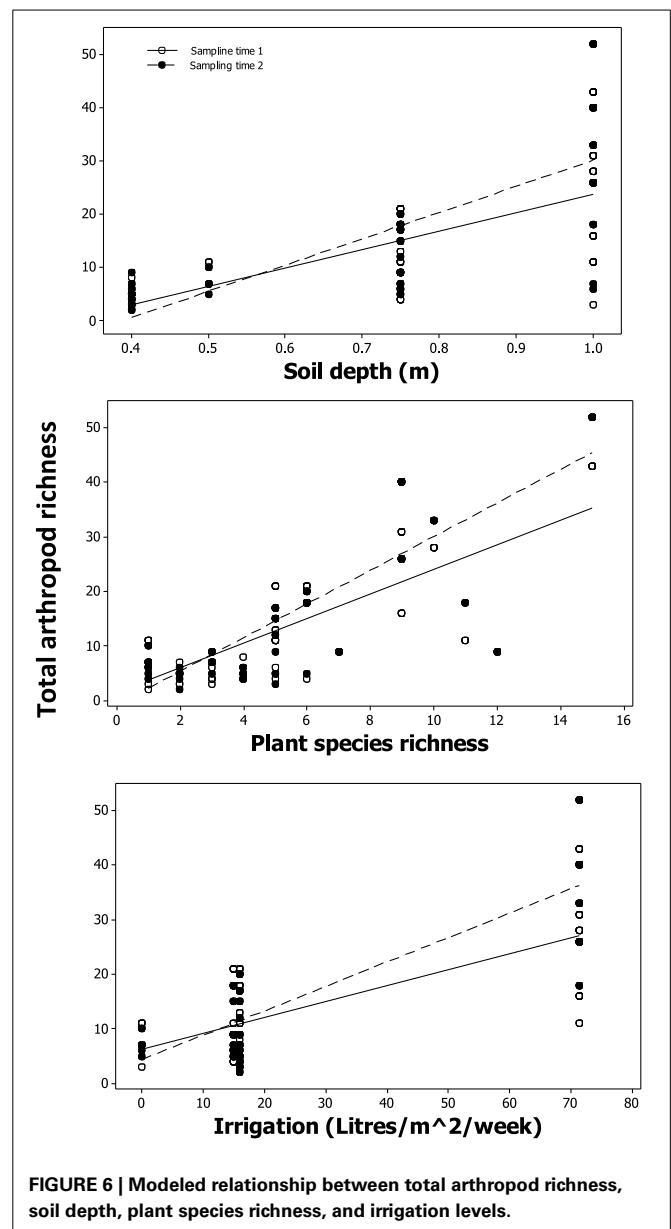 50
40
30
20
10
0
Sampline time 1
Sampling time 2
0.4 0.5 0.6 0.7 0.8 0.9 1.0
Soil depth (m)
Total arthropod richness
50
40
30
20
10
0
0 2 4 6 8 10 12 14 16
Plant species richness
50
40
30
20
10
0
0 10 20 30 40 50 60 70 80
Irrigation (Litres/m^2/week)
FIGURE 6 | Modeled relationship between total arthropod richness,
soil depth, plant species richness, and irrigation levels.